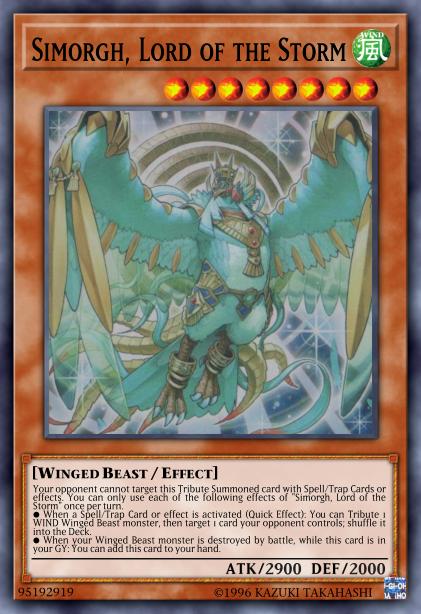 Simorgh, Lord of the Storm
WIND
風
[Winged Beast / Effect]
Your opponent cannot target this Tribute Summoned card with Spell/Trap Cards or
effects. You can only use each of the following effects of "Simorgh, Lord of the
Storm" once per turn.
● When a Spell/Trap Card or effect is activated (Quick Effect): You can Tribute 1
WIND Winged Beast monster, then target 1 card your opponent controls; shuffle it
into the Deck.
● When your Winged Beast monster is destroyed by battle, while this card is in
your GY: You can add this card to your hand.
ATK/2900 DEF/2000
95192919
©1996 KAZUKI TAKAHASHI